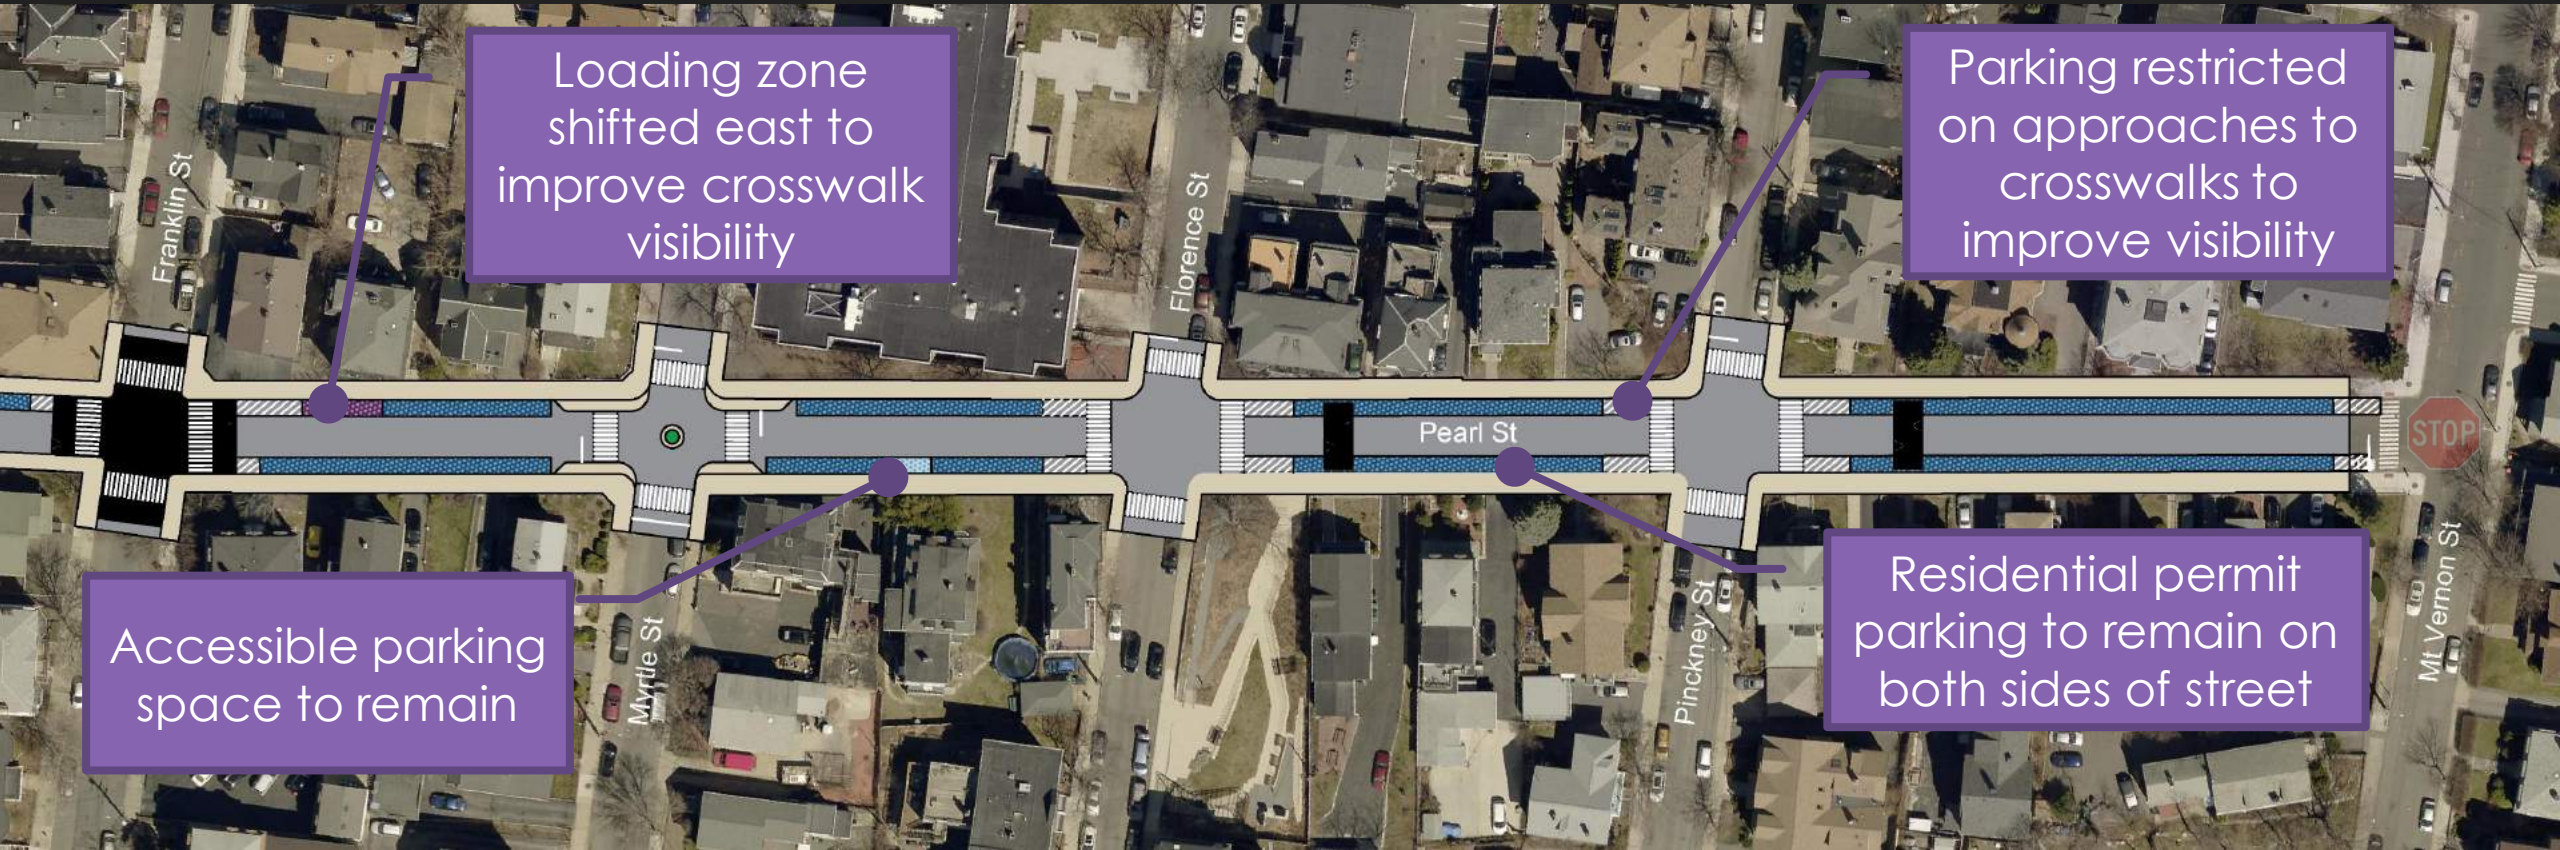 Loading zone
shifted east to
improve crosswalk
visibility
Parking restricted
on approaches to
crosswalks to
improve visibility
Franklin St
Florence St
Pearl St
STOP
Accessible parking
space to remain
Myrtle St
Pinckney St
Residential permit
parking to remain on
both sides of street
Mt Vernon St